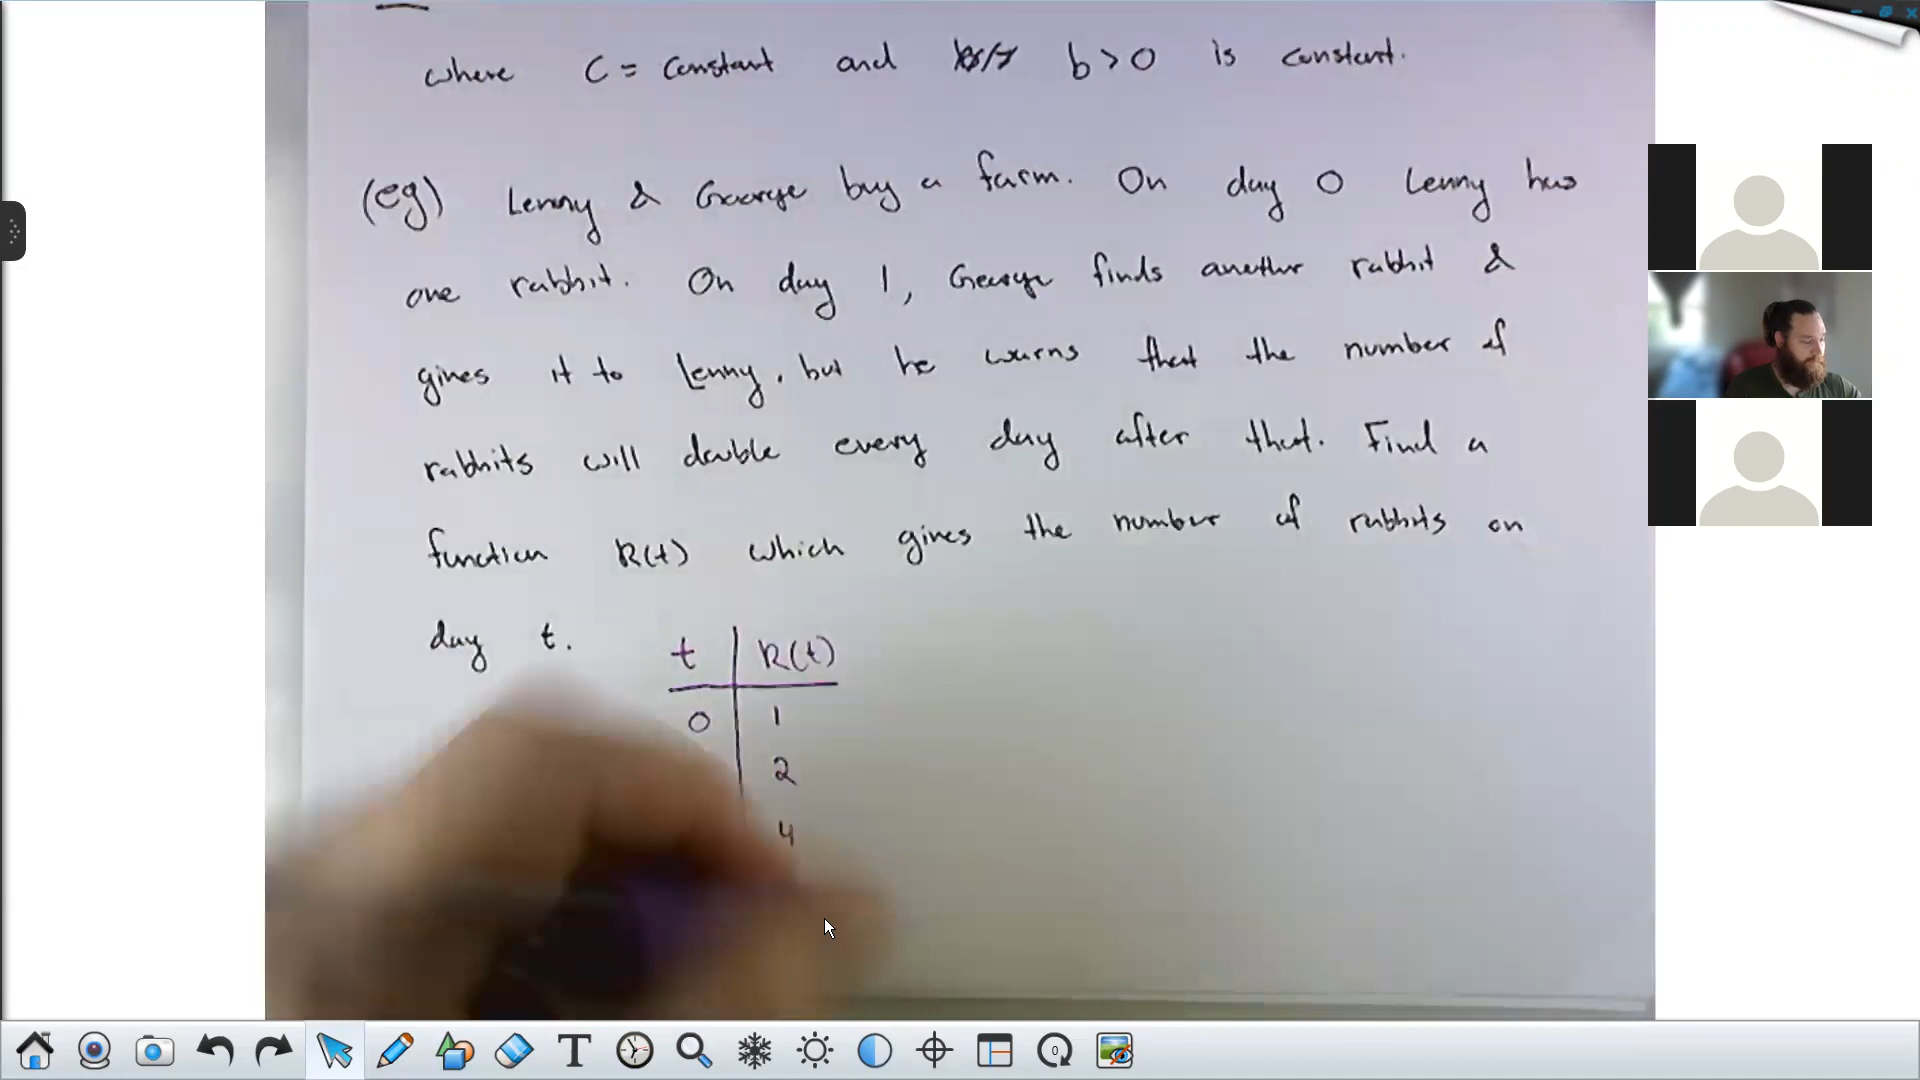 where C = constant and b > 0 is constant.
(eg) Lenny & George buy a farm. On day 0 Lenny has
one rabbit. On day 1, George finds another rabbit &
gives it to Lenny, but he warns that the number of
rabbits will double every day after that. Find a
function R(t) which gives the number of rabbits on
day t.
t R(t)
0 1
2
4
T
0